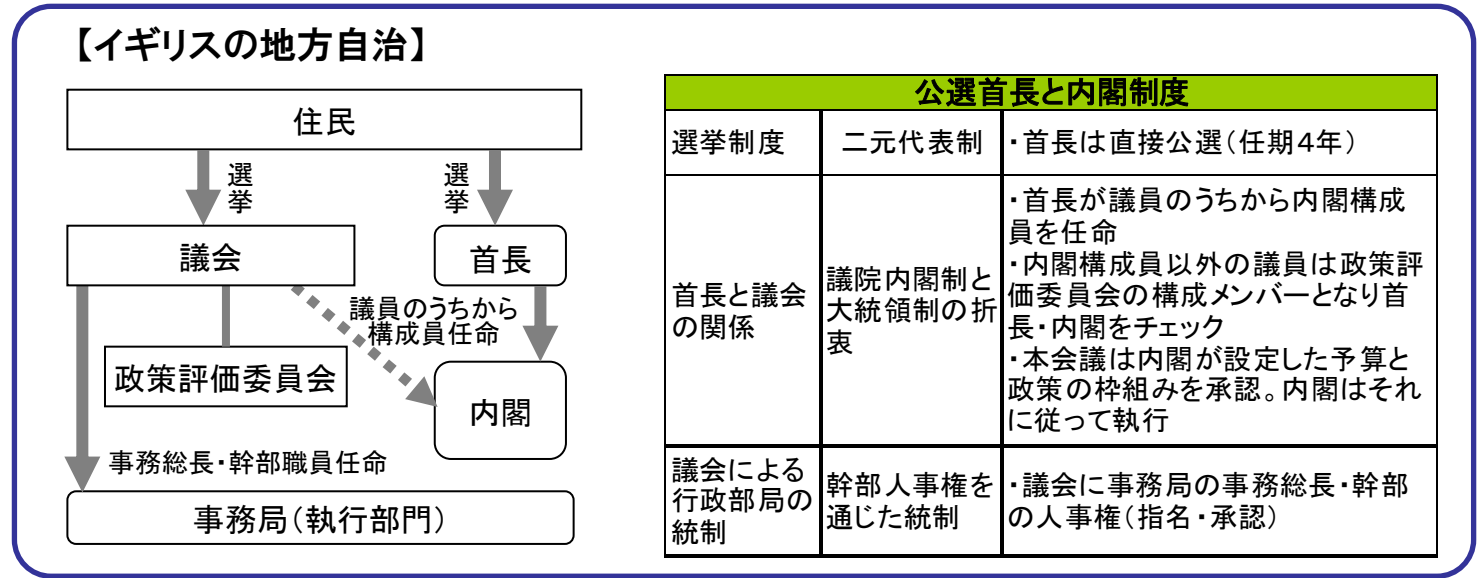 【イギリスの地方自治】
住民
選挙
選挙
議会
首長
議員のうちから
構成員任命
政策評価委員会
内閣
事務総長・幹部職員任命
事務局(執行部門)
公選首長と内閣制度
選挙制度
二元代表制
・首長は直接公選(任期4年)
首長と議会
の関係
議院内閣制と
大統領制の折
衷
・首長が議員のうちから内閣構成
員を任命
・内閣構成員以外の議員は政策評
価委員会の構成メンバーとなり首
長・内閣をチェック
・本会議は内閣が設定した予算と
政策の枠組みを承認。内閣はそれ
に従って執行
議会による
行政部局の
統制
幹部人事権を
通じた統制
・議会に事務局の事務総長・幹部
の人事権(指名・承認)